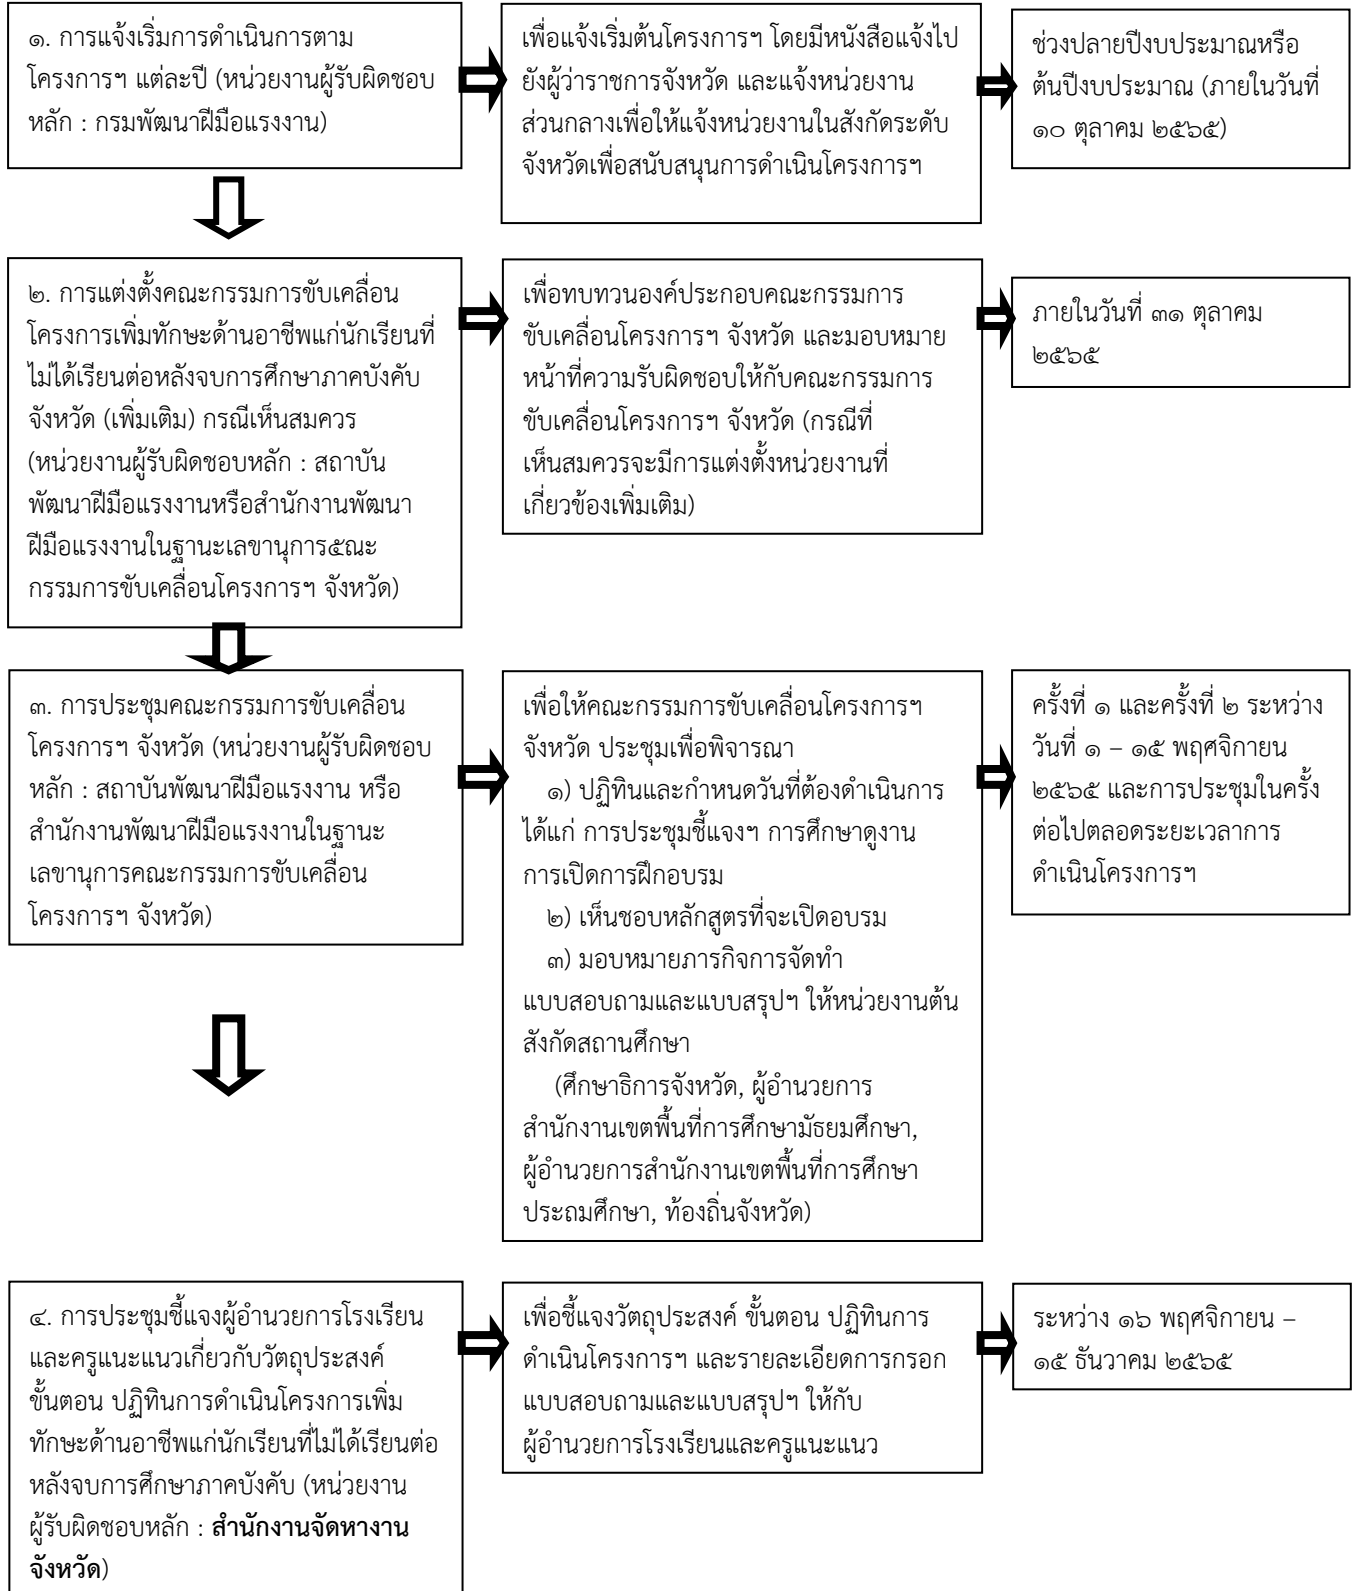 ๑. การแจ้งเริ่มการดำเนินการตาม
โครงการฯ แต่ละปี (หน่วยงานผู้รับผิดชอบ
หลัก : กรมพัฒนาฝีมือแรงงาน)
เพื่อแจ้งเริ่มต้นโครงการฯ โดยมีหนังสือแจ้งไป
ยังผู้ว่าราชการจังหวัด และแจ้งหน่วยงาน
ส่วนกลางเพื่อให้แจ้งหน่วยงานในสังกัดระดับ
จังหวัดเพื่อสนับสนุนการดำเนินโครงการฯ
ช่วงปลายปีงบประมาณหรือ
ต้นปีงบประมาณ (ภายในวันที่
๑๐ ตุลาคม ๒๕๖๕)
๒. การแต่งตั้งคณะกรรมการขับเคลื่อน
โครงการเพิ่มทักษะด้านอาชีพแก่นักเรียนที่
ไม่ได้เรียนต่อหลังจบการศึกษาภาคบังคับ
จังหวัด (เพิ่มเติม) กรณีเห็นสมควร
(หน่วยงานผู้รับผิดชอบหลัก : สถาบัน
พัฒนาฝีมือแรงงานหรือสำนักงานพัฒนา
ฝีมือแรงงานในฐานะเลขานุการ๕ณะ
กรรมการขับเคลื่อนโครงการฯ จังหวัด)
เพื่อทบทวนองค์ประกอบคณะกรรมการ
ขับเคลื่อนโครงการฯ จังหวัด และมอบหมาย
หน้าที่ความรับผิดชอบให้กับคณะกรรมการ
ขับเคลื่อนโครงการฯ จังหวัด (กรณีที่
เห็นสมควรจะมีการแต่งตั้งหน่วยงานที่
เกี่ยวข้องเพิ่มเติม)
ภายในวันที่ ๓๑ ตุลาคม
๒๕๖๕
๓. การประชุมคณะกรรมการขับเคลื่อน
โครงการฯ จังหวัด (หน่วยงานผู้รับผิดชอบ
หลัก : สถาบันพัฒนาฝีมือแรงงาน หรือ
สำนักงานพัฒนาฝีมือแรงงานในฐานะ
เลขานุการคณะกรรมการขับเคลื่อน
โครงการฯ จังหวัด)
เพื่อให้คณะกรรมการขับเคลื่อนโครงการฯ
จังหวัด ประชุมเพื่อพิจารณา
๑) ปฏิทินและกำหนดวันที่ต้องดำเนินการ
ได้แก่ การประชุมชี้แจงฯ การศึกษาดูงาน
การเปิดการฝึกอบรม
๒) เห็นชอบหลักสูตรที่จะเปิดอบรม
๓) มอบหมายภารกิจการจัดทำ
แบบสอบถามและแบบสรุปฯ ให้หน่วยงานต้น
สังกัดสถานศึกษา
(ศึกษาธิการจังหวัด, ผู้อำนวยการ
สำนักงานเขตพื้นที่การศึกษามัธยมศึกษา,
ผู้อำนวยการสำนักงานเขตพื้นที่การศึกษา
ประถมศึกษา, ท้องถิ่นจังหวัด)
ครั้งที่ ๑ และครั้งที่ ๒ ระหว่าง
วันที่ ๑ – ๑๕ พฤศจิกายน
๒๕๖๕ และการประชุมในครั้ง
ต่อไปตลอดระยะเวลาการ
ดำเนินโครงการฯ
๔. การประชุมชี้แจงผู้อำนวยการโรงเรียน
และครูแนะแนวเกี่ยวกับวัตถุประสงค์
ขั้นตอน ปฏิทินการดำเนินโครงการเพิ่ม
ทักษะด้านอาชีพแก่นักเรียนที่ไม่ได้เรียนต่อ
หลังจบการศึกษาภาคบังคับ (หน่วยงาน
ผู้รับผิดชอบหลัก : สำนักงานจัดหางาน
จังหวัด)
เพื่อชี้แจงวัตถุประสงค์ ขั้นตอน ปฏิทินการ
ดำเนินโครงการฯ และรายละเอียดการกรอก
แบบสอบถามและแบบสรุปฯ ให้กับ
ผู้อำนวยการโรงเรียนและครูแนะแนว
ระหว่าง ๑๖ พฤศจิกายน –
๑๕ ธันวาคม ๒๕๖๕